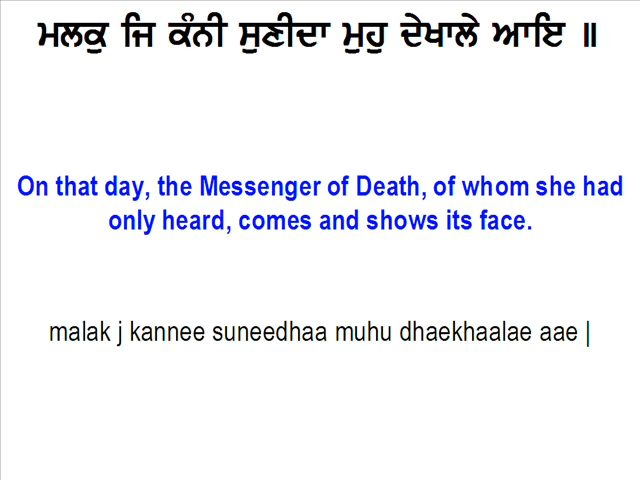 ਮਲਕੁ ਜਿ ਕੰਨੀ ਸੁਣੀਦਾ ਮੁਹੁ ਦੇਖਾਲੇ ਆਇ ॥
On that day, the Messenger of Death, of whom she had
only heard, comes and shows its face.
malak j kannee suneedhaa muhu dhaekhaalae aae |